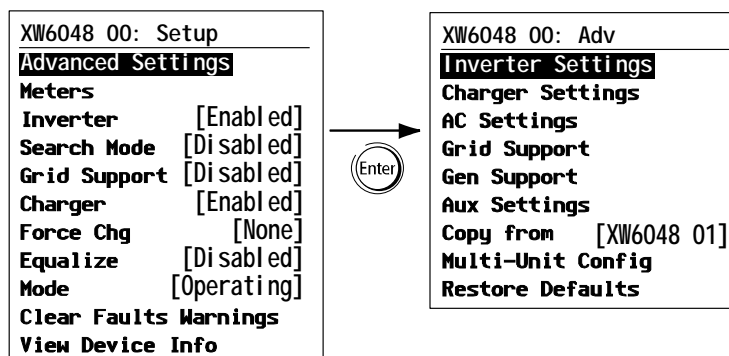 XW6048 00: Setup
Advanced Settings
Meters
Inverter [Enabled]
Search Mode [Disabled]
Grid Support [Disabled]
Charger [Enabled]
Force Chg [None]
Equalize [Disabled]
Mode [Operating]
Clear Faults Warnings
View Device Info
Enter
XW6048 00: Adv
Inverter Settings
Charger Settings
AC Settings
Grid Support
Gen Support
Aux Settings
Copy from [XW6048 01]
Multi-Unit Config
Restore Defaults